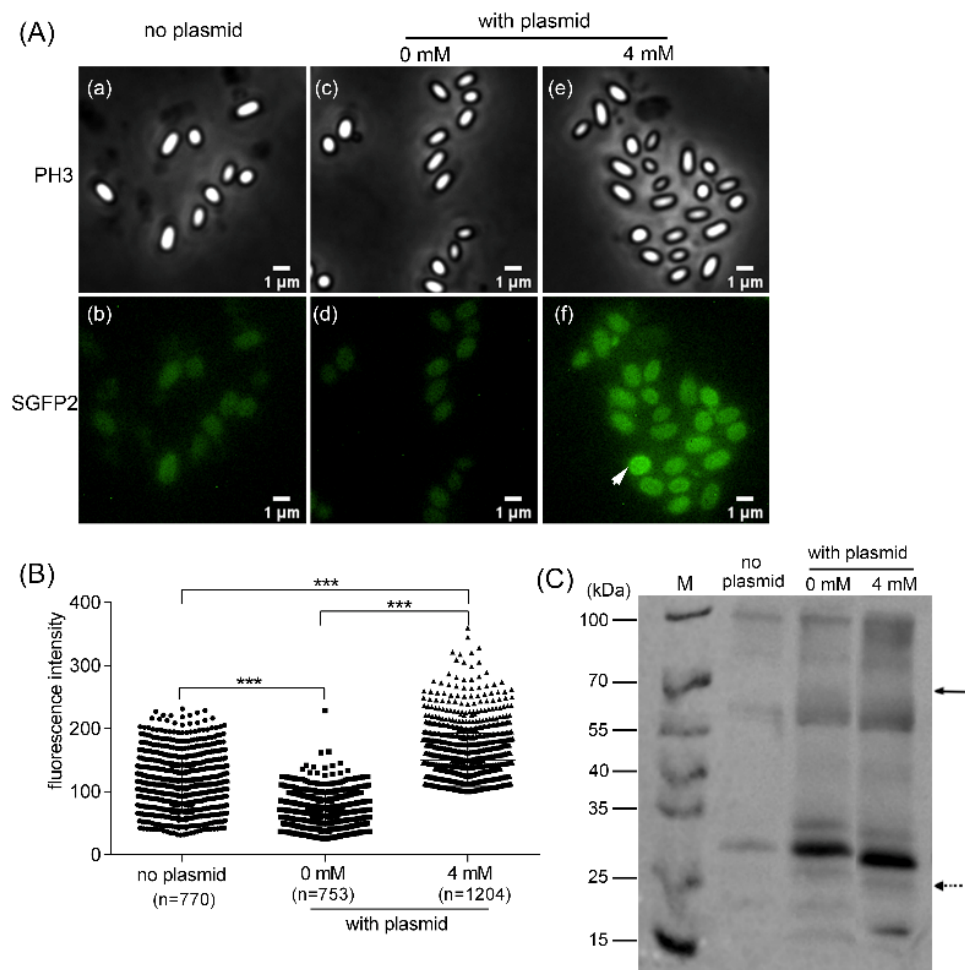 (A)
no plasmid
with plasmid
0 mM
4 mM
PH3
(a)
(c)
(e)
1 µm
1 µm
1 µm
SGFP2
(b)
(d)
(f)
1 µm
1 µm
1 µm
(B)
fluorescence intensity
400
300
200
100
0
***
***
***
no plasmid
(n=770)
0 mM
(n=753)
4 mM
(n=1204)
with plasmid
(C)
(kDa)
M
no
plasmid
with plasmid
0 mM
4 mM
100
70
55
40
35
25
15